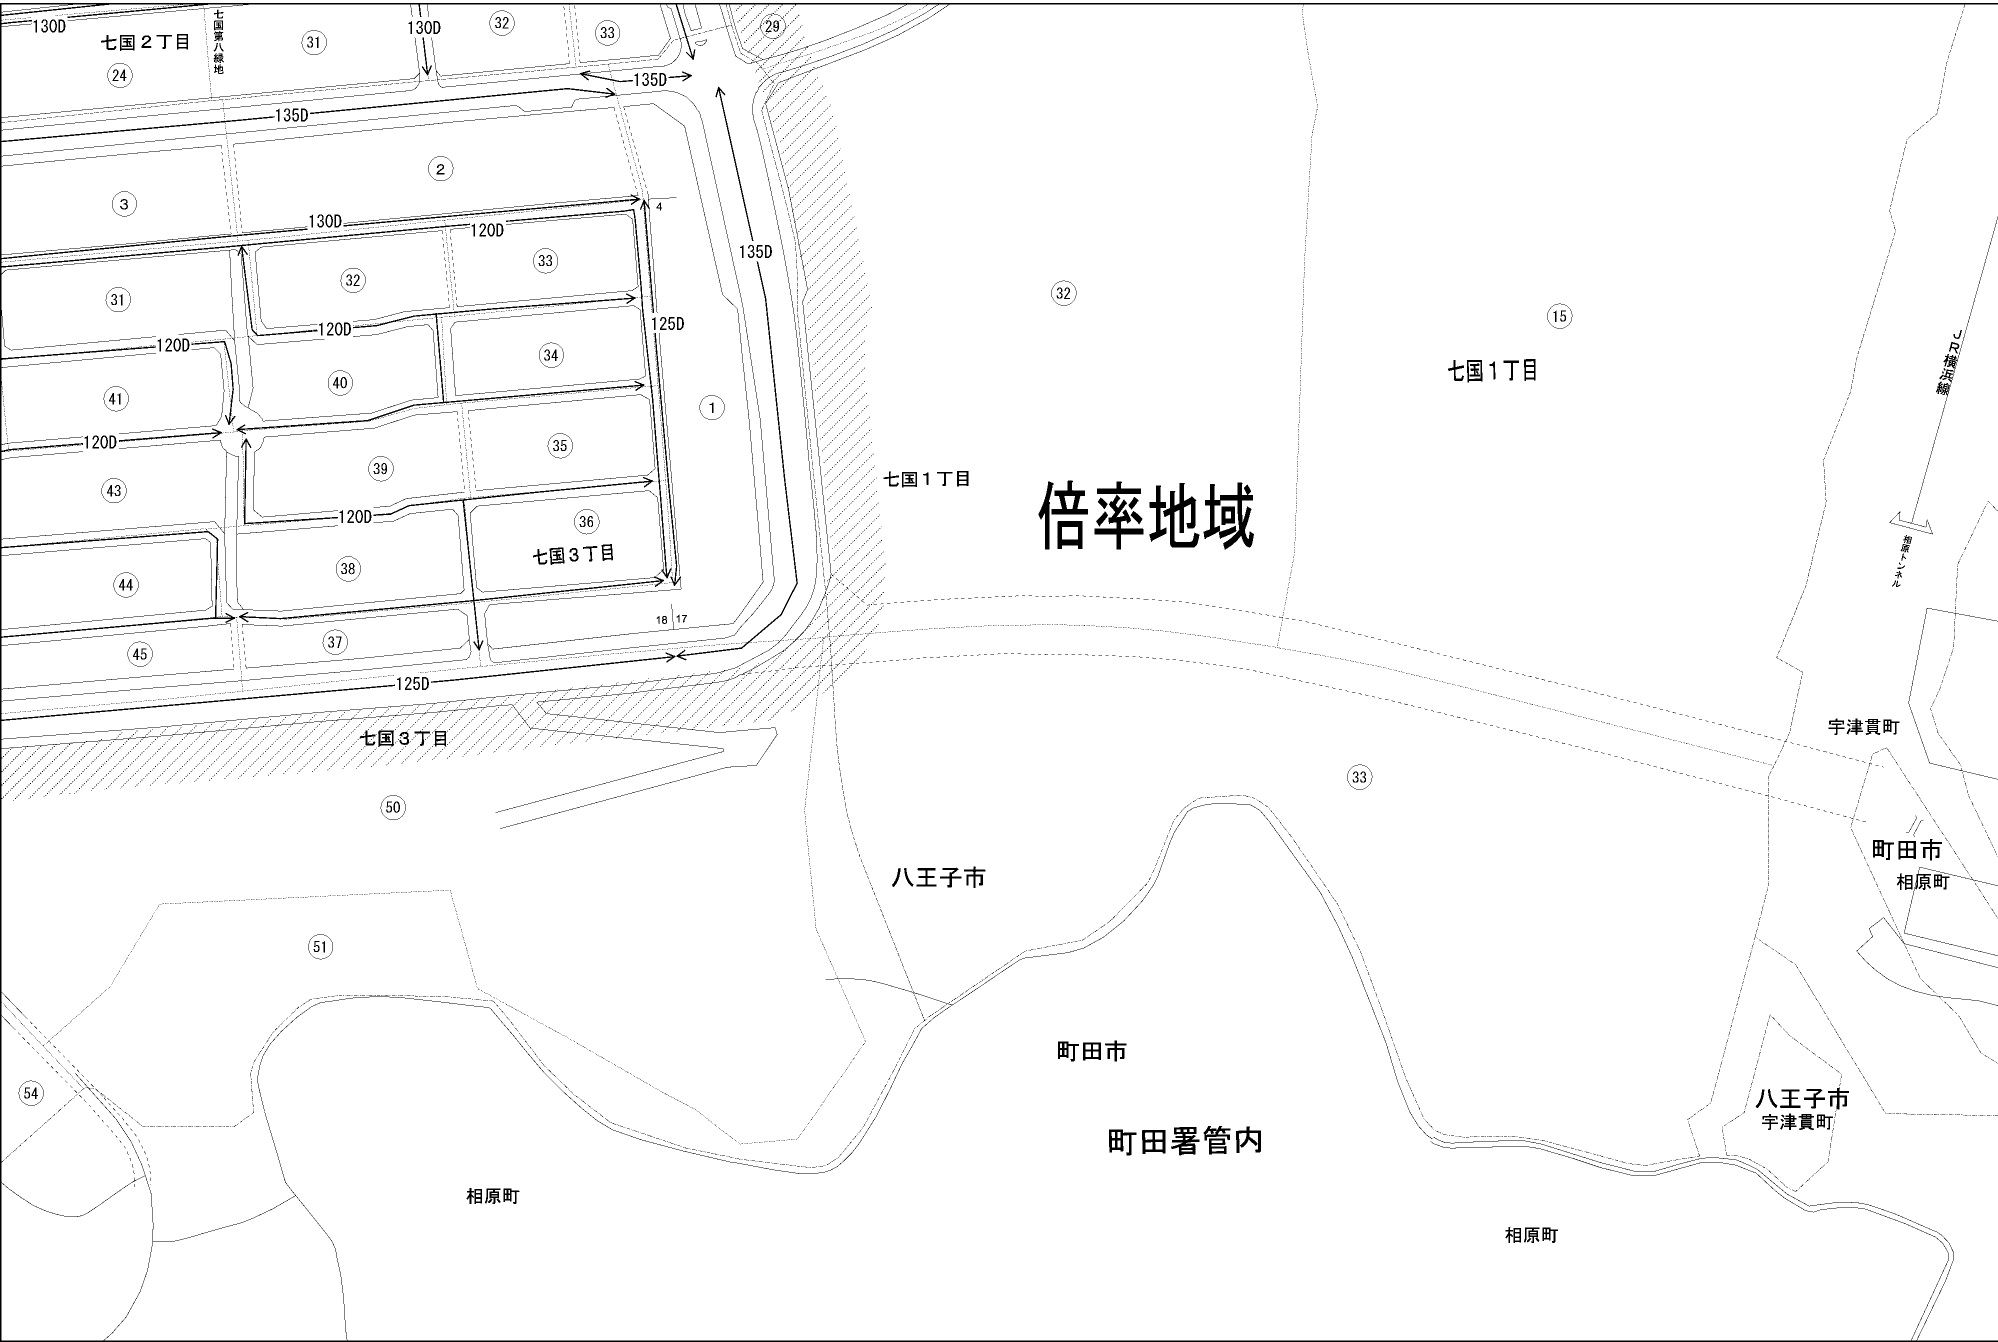 130D
七国２丁目
24
七国第八緑地
31
130D
32
33
29
135D
135D
2
3
4
130D
120D
135D
31
32
33
32
15
120D
120D
125D
34
40
41
1
七国１丁目
JR横浜線
120D
39
35
43
七国１丁目
倍率地域
120D
36
七国３丁目
相原トンネル
44
38
18
17
37
45
125D
七国３丁目
宇津貫町
50
33
町田市
相原町
八王子市
51
町田市
54
八王子市
宇津貫町
町田署管内
相原町
相原町